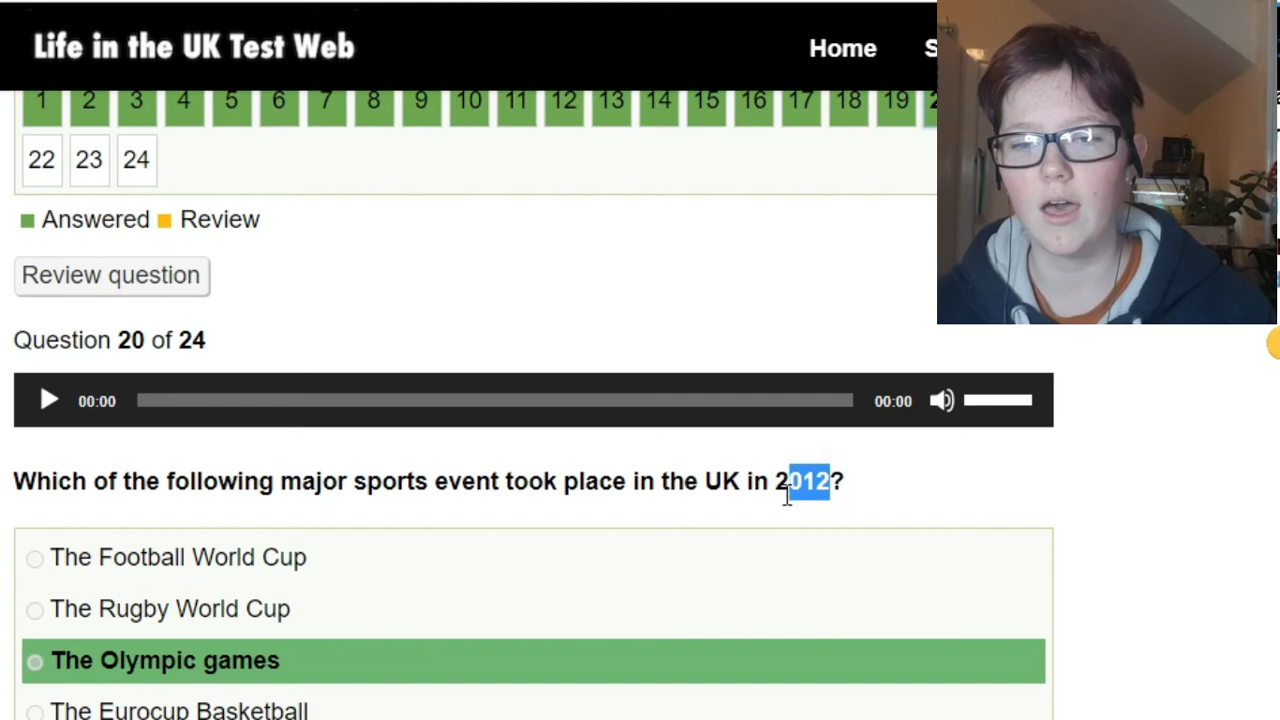 Life in the UK Test Web Home S
1 2 3 4 5 6 7 8 9 10 11 12 13 14 15 16 17 18 19
22 23 24
Answered Review
Review question
Question 20 of 24
00:00 00:00
Which of the following major sports event took place in the UK in 2012?
The Football World Cup
The Rugby World Cup
The Olympic games
The Eurocup Basketball